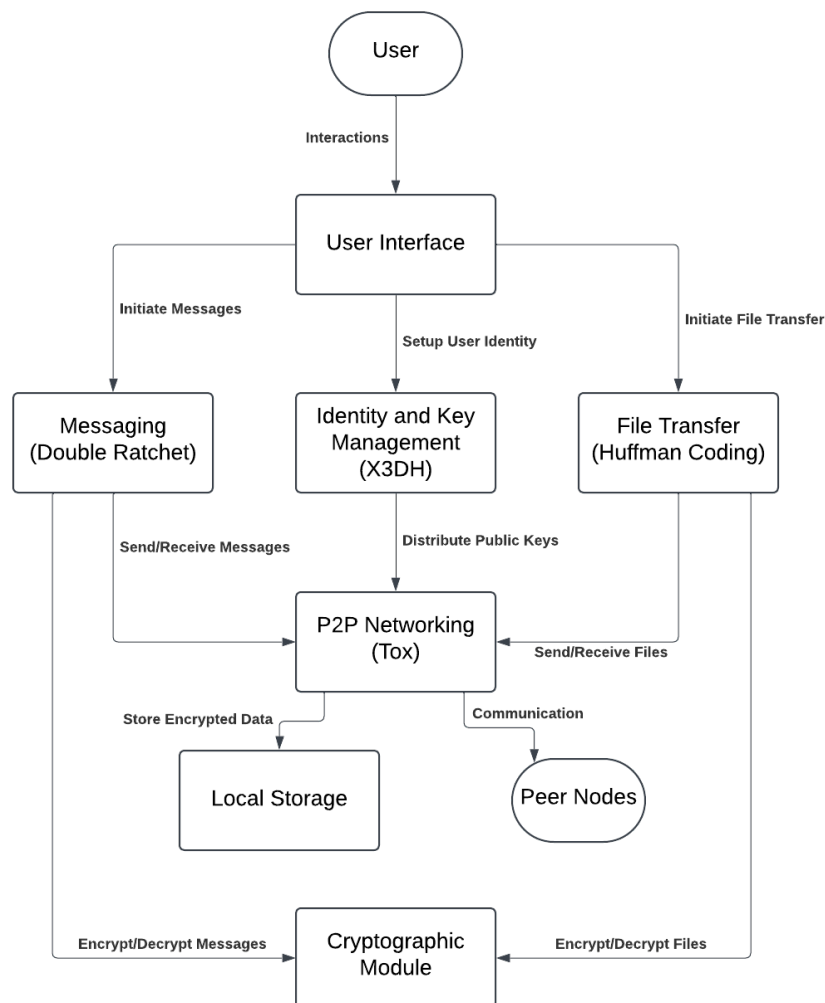 User
Interactions
User Interface
Initiate Messages
Initiate File Transfer
Setup User Identity
Messaging
(Double Ratchet)
Identity and Key
Management
(X3DH)
File Transfer
(Huffman Coding)
Send/Receive Messages
Distribute Public Keys
P2P Networking
(Tox)
Send/Receive Files
Store Encrypted Data
Communication
Local Storage
Peer Nodes
Encrypt/Decrypt Messages
Cryptographic
Module
Encrypt/Decrypt Files